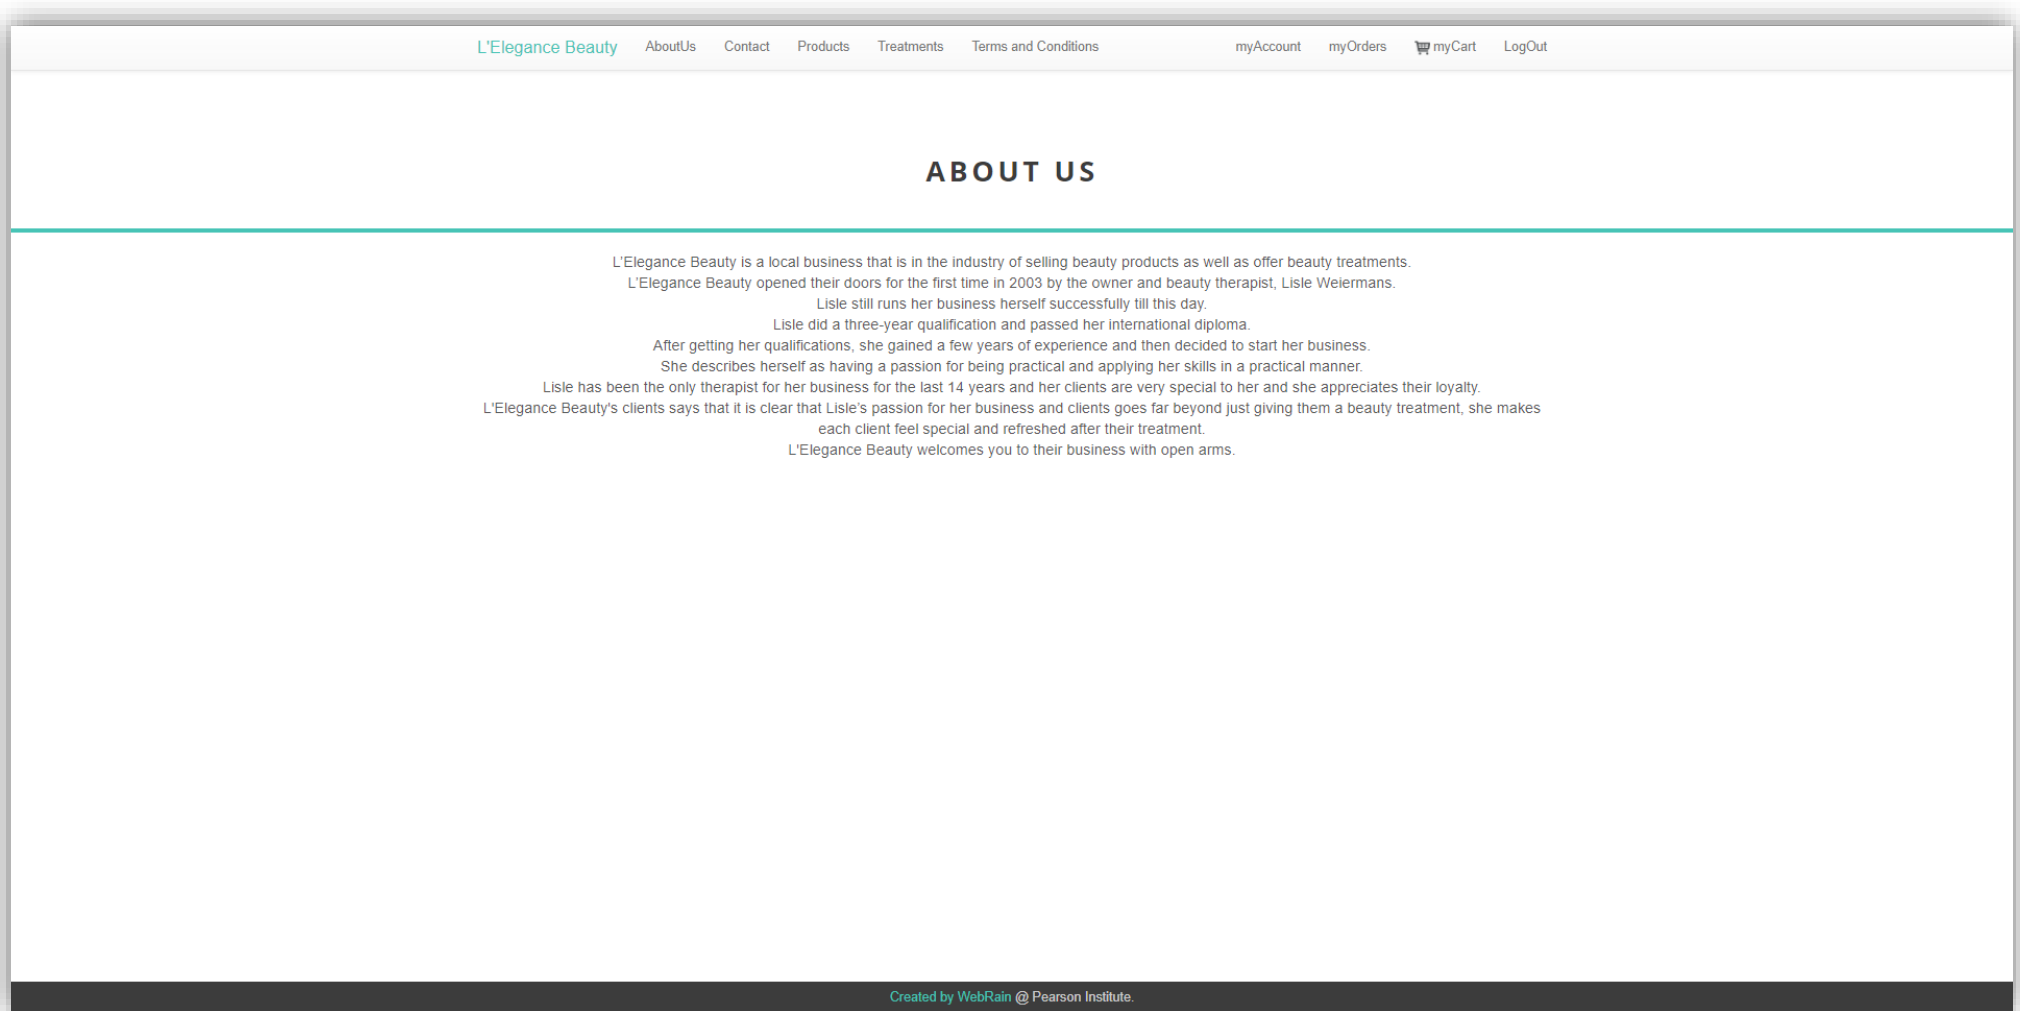 L'Elegance Beauty AboutUs Contact Products Treatments Terms and Conditions myAccount myOrders myCart LogOut
ABOUT US
L'Elegance Beauty is a local business that is in the industry of selling beauty products as well as offer beauty treatments.
L'Elegance Beauty opened their doors for the first time in 2003 by the owner and beauty therapist, Lisle Weiermans.
Lisle still runs her business herself successfully till this day.
Lisle did a three-year qualification and passed her international diploma.
After getting her qualifications, she gained a few years of experience and then decided to start her business.
She describes herself as having a passion for being practical and applying her skills in a practical manner.
Lisle has been the only therapist for her business for the last 14 years and her clients are very special to her and she appreciates their loyalty.
L'Elegance Beauty's clients says that it is clear that Lisle's passion for her business and clients goes far beyond just giving them a beauty treatment, she makes
each client feel special and refreshed after their treatment.
L'Elegance Beauty welcomes you to their business with open arms.
Created by WebRain @ Pearson Institute.